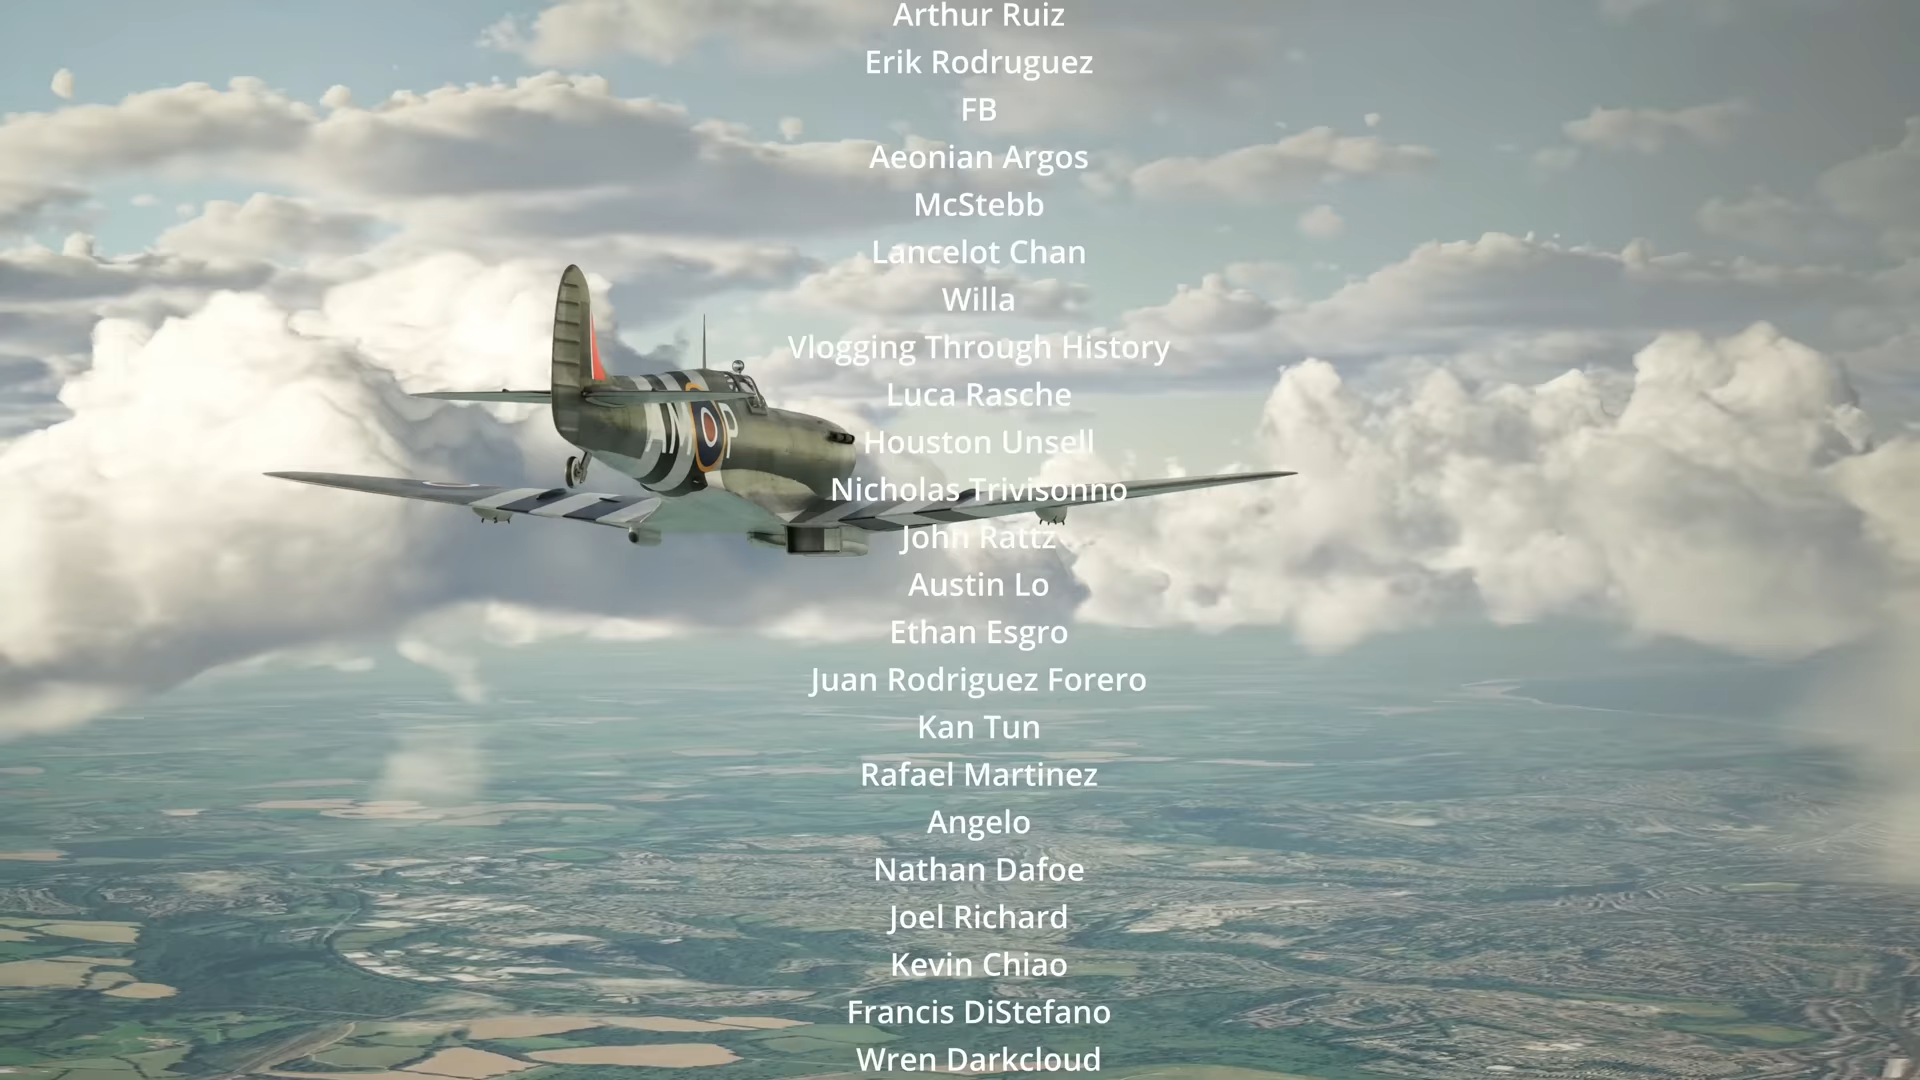 Arthur Ruiz
Erik Rodruguez
FB
Aeonian Argos
McStebb
Lancelot Chan
Willa
Vlogging Through History
Luca Rasche
Houston Unsell
Nicholas Trivisonno
John Rattz
Austin Lo
Ethan Esgro
Juan Rodriguez Forero
Kan Tun
Rafael Martinez
Angelo
Nathan Dafoe
Joel Richard
Kevin Chiao
Francis DiStefano
Wren Darkcloud
AM P